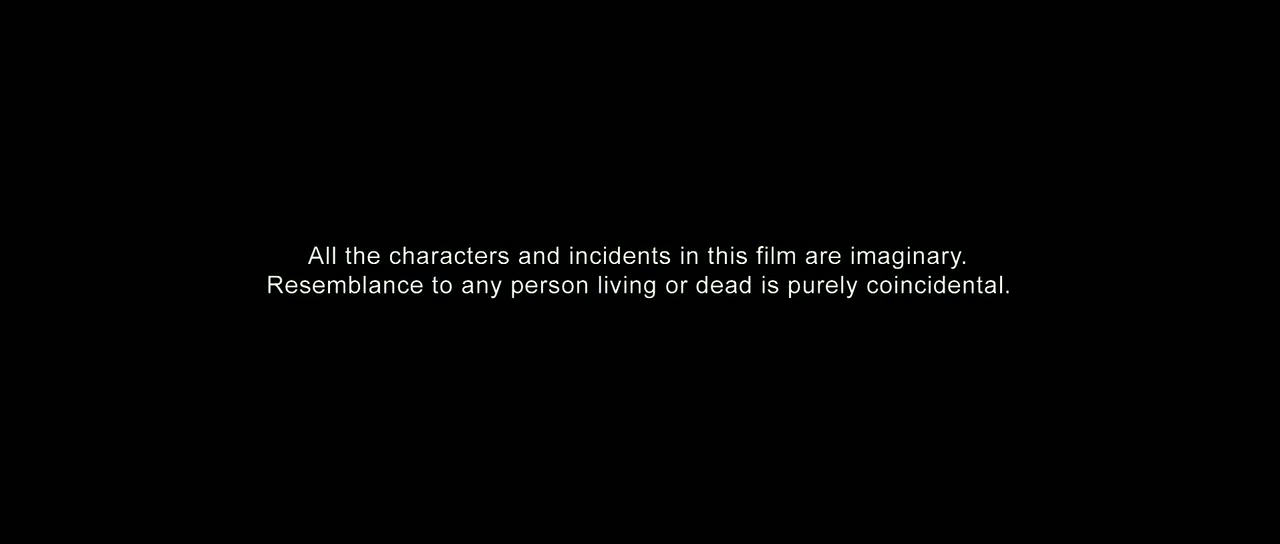 All the characters and incidents in this film are imaginary.
Resemblance to any person living or dead is purely coincidental.